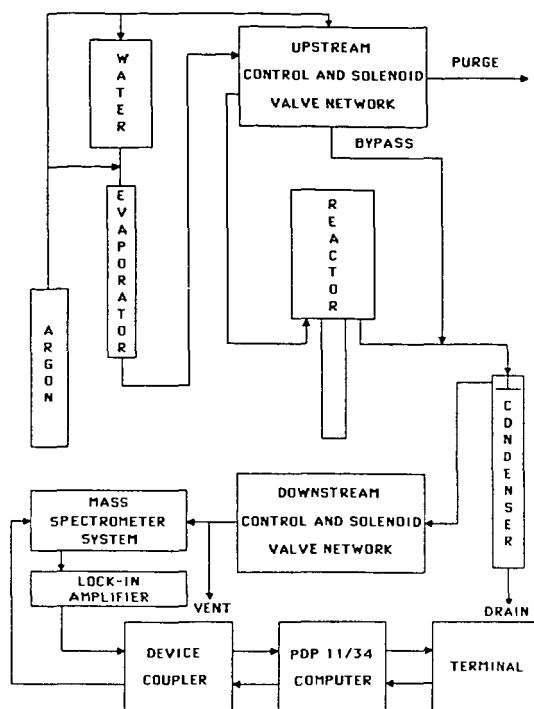 UPSTREAM
CONTROL AND SOLENOID
VALVE NETWORK
PURGE
WATER
BYPASS
EVAPORATOR
REACTOR
ARGON
CONDENSER
MASS
SPECTROMETER
SYSTEM
DOWNSTREAM
CONTROL AND SOLENOID
VALVE NETWORK
LOCK-IN
AMPLIFIER
VENT
DRAIN
DEVICE
COUPLER
PDP 11/34
COMPUTER
TERMINAL